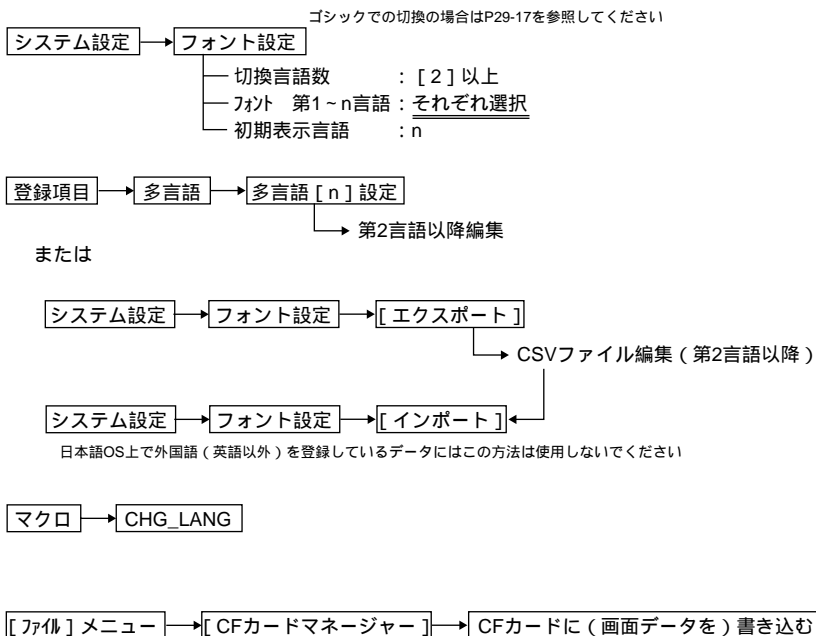 ゴシックでの切換の場合はP29-17を参照してください
システム設定 フォント設定
切換言語数 : [ 2 ] 以上
ﾌｫﾝﾄ 第1~n言語 : それぞれ選択
初期表示言語 : n
登録項目 多言語 多言語 [ n ] 設定
第2言語以降編集
または
システム設定 フォント設定 [ エクスポート ]
CSVファイル編集 ( 第2言語以降 )
システム設定 フォント設定 [ インポート ]
日本語OS上で外国語 ( 英語以外 ) を登録しているデータにはこの方法は使用しないでください
マクロ CHG_LANG
[ ﾌｧｲﾙ ] メニュー [ CFカードマネージャー ] CFカードに ( 画面データを ) 書き込む